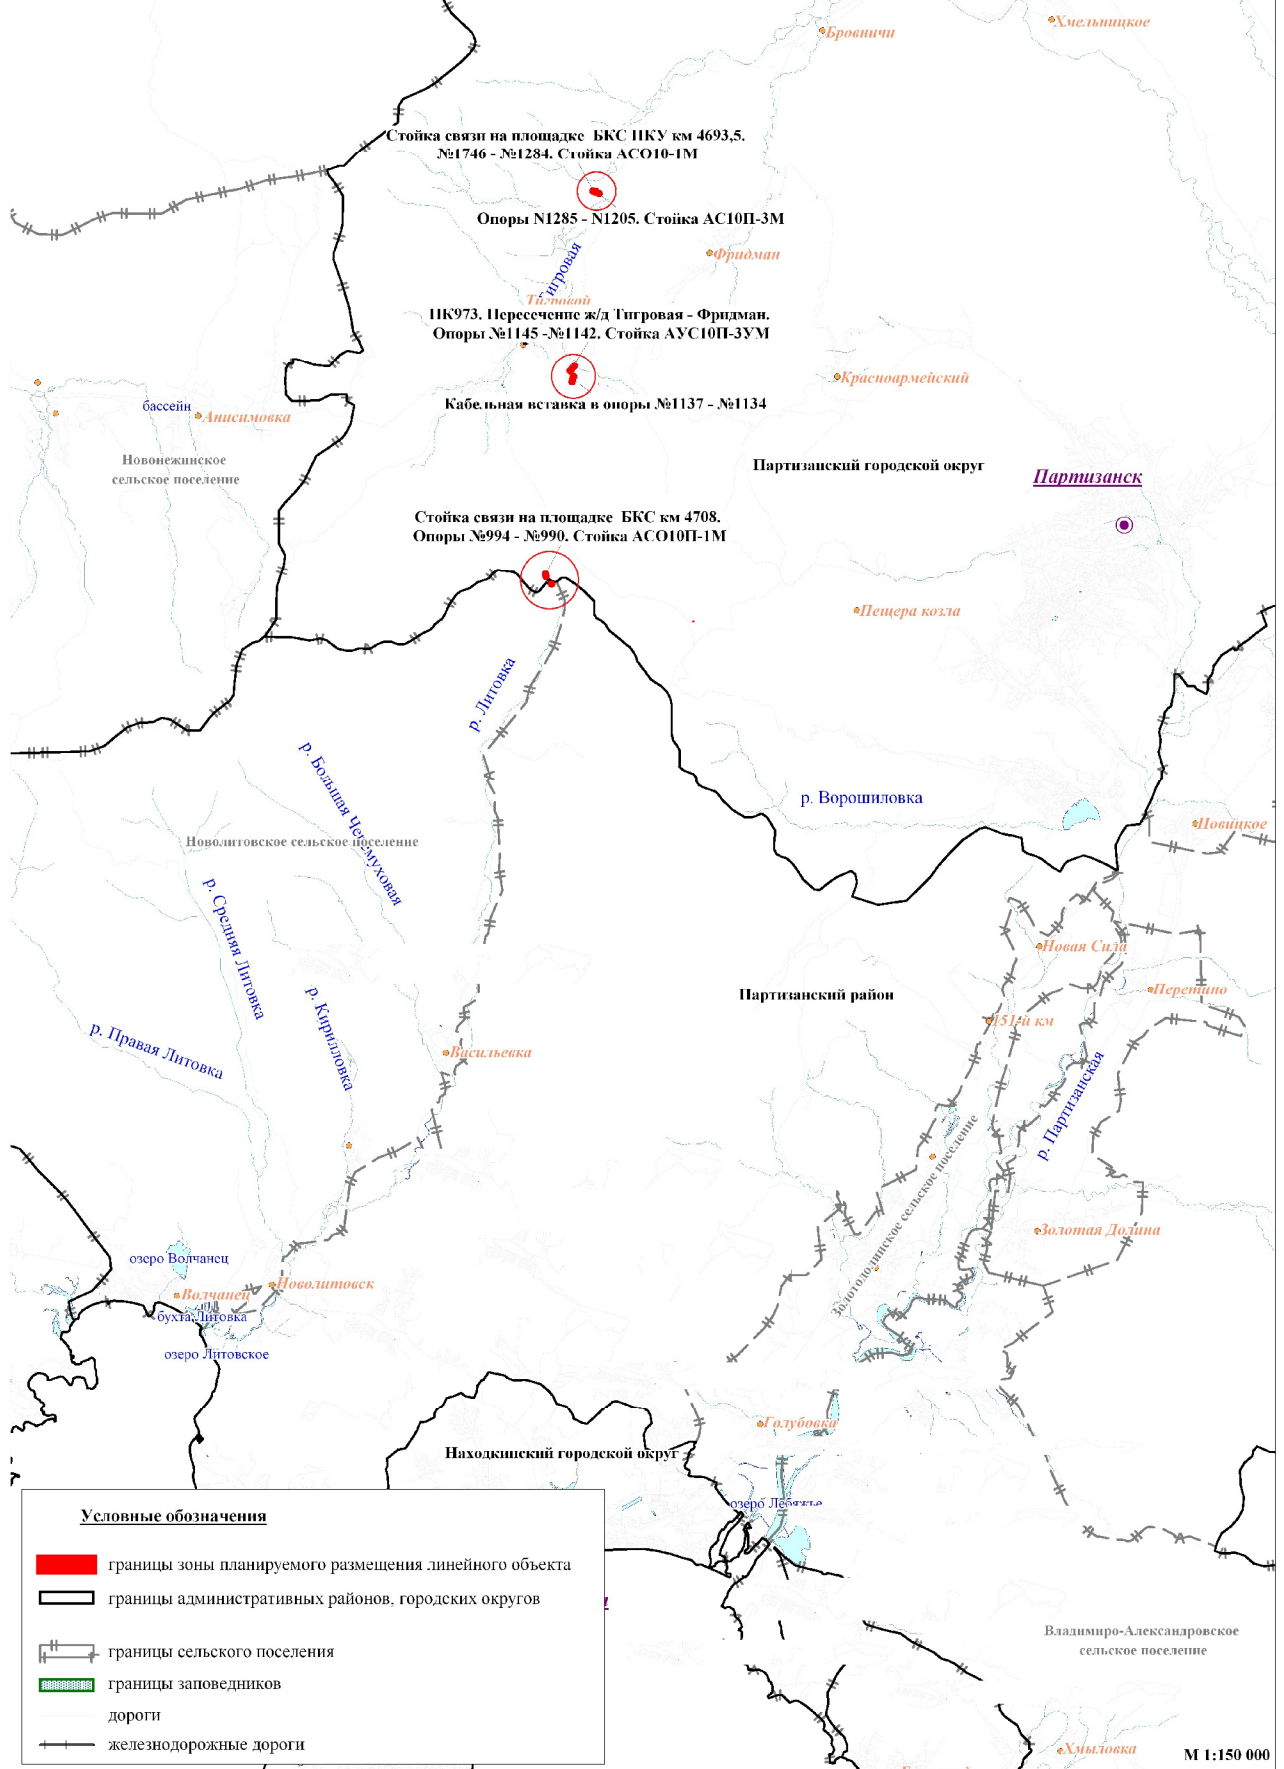 Хмельницкое
Бровничи
Стойка связи на площадке БКС ПКУ км 4693,5.
№1746 - №1284. Стойка АСО10-1М
Опоры N1285 - N1205. Стойка АС10П-3М
Фридман
ПК973. Пересечение ж/д Тигровая - Фридман.
Опоры №1145 -№1142. Стойка АУС10П-3УМ
Красноармейский
Кабельная вставка в опоры №1137 - №1134
бассейн
Анисимовка
Новонежинское
сельское поселение
Партизанский городской округ
Партизанск
Стойка связи на площадке БКС км 4708.
Опоры №994 - №990. Стойка АСО10П-1М
Пещера козла
р. Литовка
р. Большая Черемуховая
р. Ворошиловка
Новицкое
Новолитовское сельское поселение
р. Средняя Литовка
Новая Сила
Партизанский район
Перетино
р. Кирилловка
151-й км
р. Правая Литовка
Васильевка
р. Партизанская
Золотодолинское сельское поселение
Золотая Долина
озеро Волчанец
Новолитовск
Волчанец
бухта Литовка
озеро Литовское
Голубовка
Находкинский городской округ
озеро Лебяжье
Условные обозначения
границы зоны планируемого размещения линейного объекта
границы административных районов, городских округов
границы сельского поселения
границы заповедников
дороги
железнодорожные дороги
Владимиро-Александровское
сельское поселение
Хмыловка
М 1:150 000